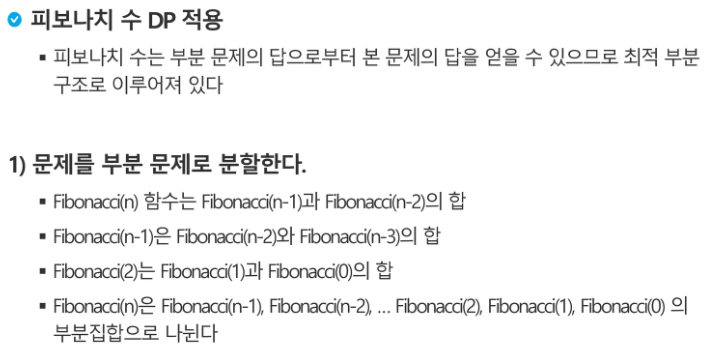 피보나치 수 DP 적용
▪ 피보나치 수는 부분 문제의 답으로부터 본 문제의 답을 얻을 수 있으므로 최적 부분
구조로 이루어져 있다
1) 문제를 부분 문제로 분할한다.
▪ Fibonacci(n) 함수는 Fibonacci(n-1)과 Fibonacci(n-2)의 합
▪ Fibonacci(n-1)은 Fibonacci(n-2)와 Fibonacci(n-3)의 합
▪ Fibonacci(2)는 Fibonacci(1)과 Fibonacci(0)의 합
▪ Fibonacci(n)은 Fibonacci(n-1), Fibonacci(n-2), … Fibonacci(2), Fibonacci(1), Fibonacci(0) 의
부분집합으로 나뉜다